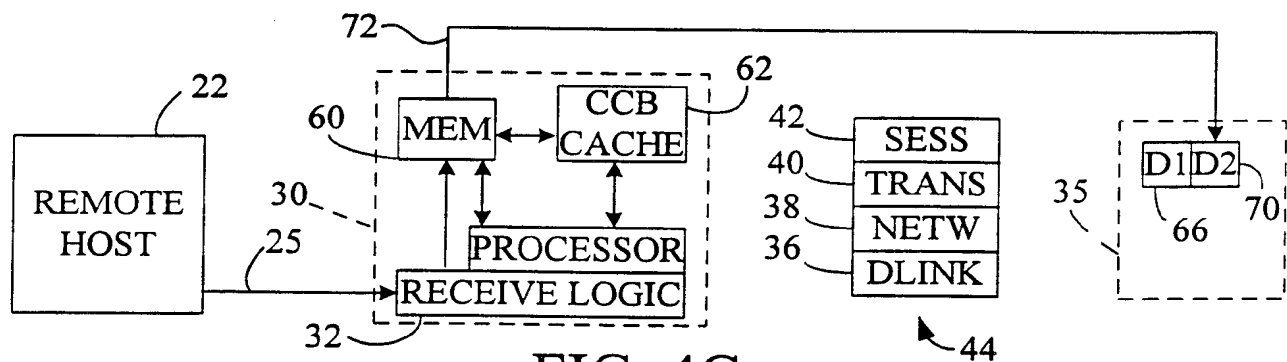 72
22
62
60
MEM
CCB
CACHE
42
SESS
40
TRANS
38
NETW
36
DLINK
44
D1
D2
35
66
70
REMOTE
HOST
25
30
PROCESSOR
RECEIVE LOGIC
32